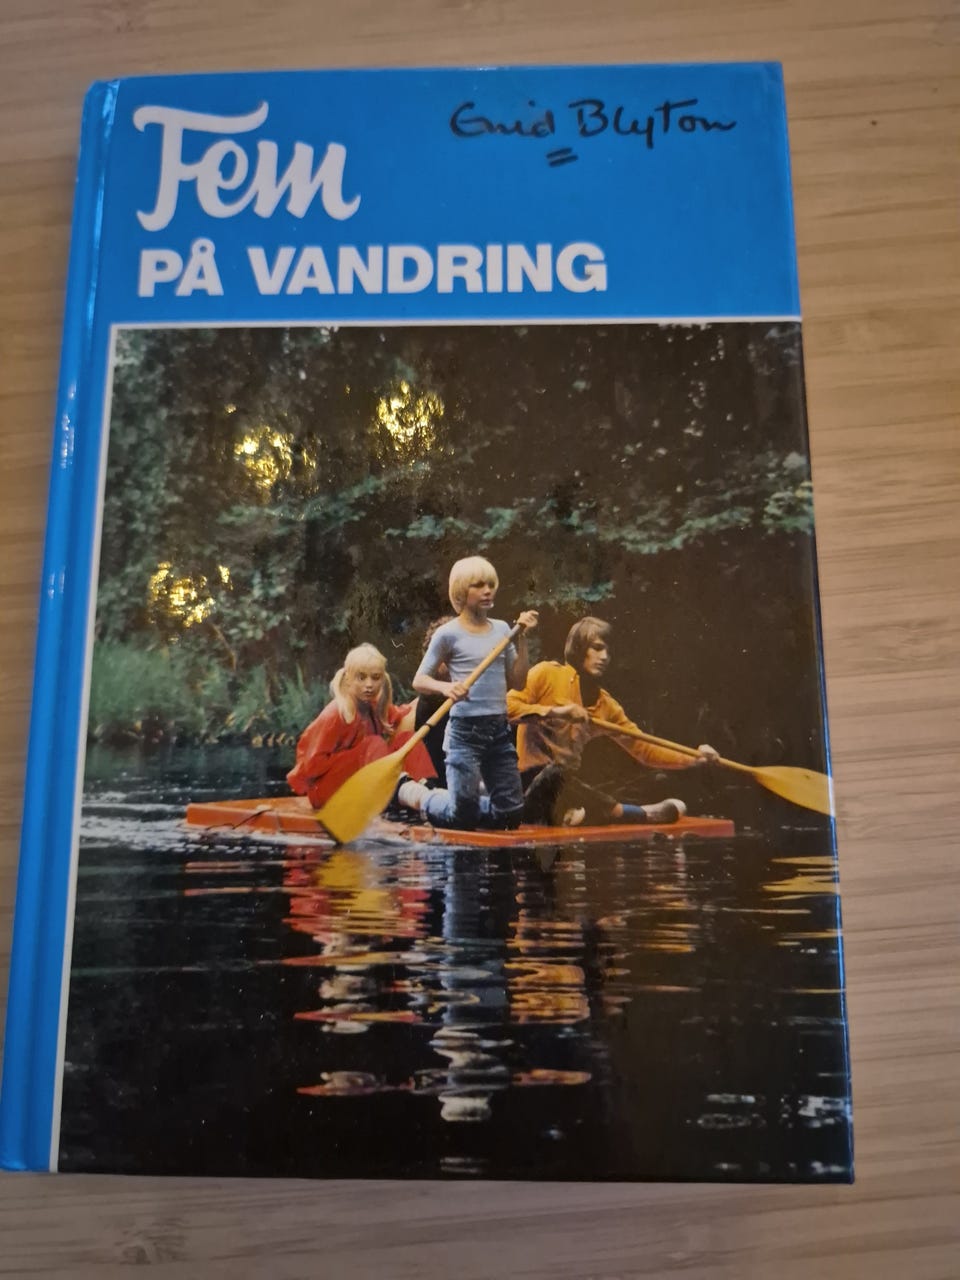 Fem
Enid Blyton
PÅ VANDRING